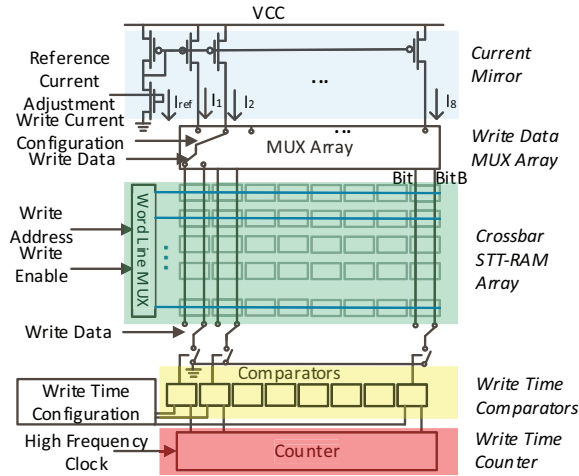 VCC
Reference
Current
Adjustment
Write Current
Configuration
Write Data
Iref
I1
I2
I8
...
Current
Mirror
...
MUX Array
Write Data
MUX Array
Bit
BitB
Write
Address
Write
Enable
Word Line MUX
...
Crossbar
STT-RAM
Array
Write Data
Comparators
Write Time
Configuration
Write Time
Comparators
High Frequency
Clock
Counter
Write Time
Counter